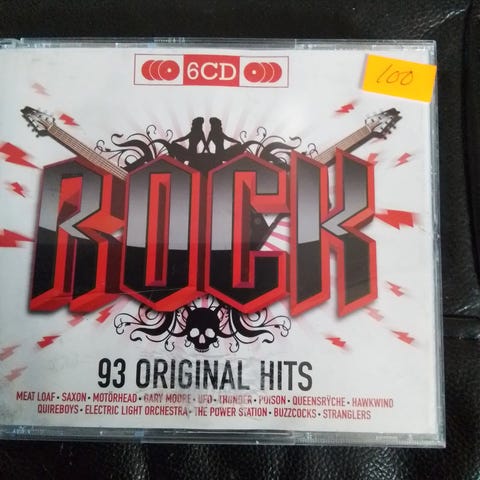 6CD
100
ROCK
93 ORIGINAL HITS
MEAT LOAF • SAXON • MOTÖRHEAD • GARY MOORE • UFO • THUNDER • POISON • QUEENSRŸCHE • HAWKWIND
QUIREBOYS • ELECTRIC LIGHT ORCHESTRA • THE POWER STATION • BUZZCOCKS • STRANGLERS